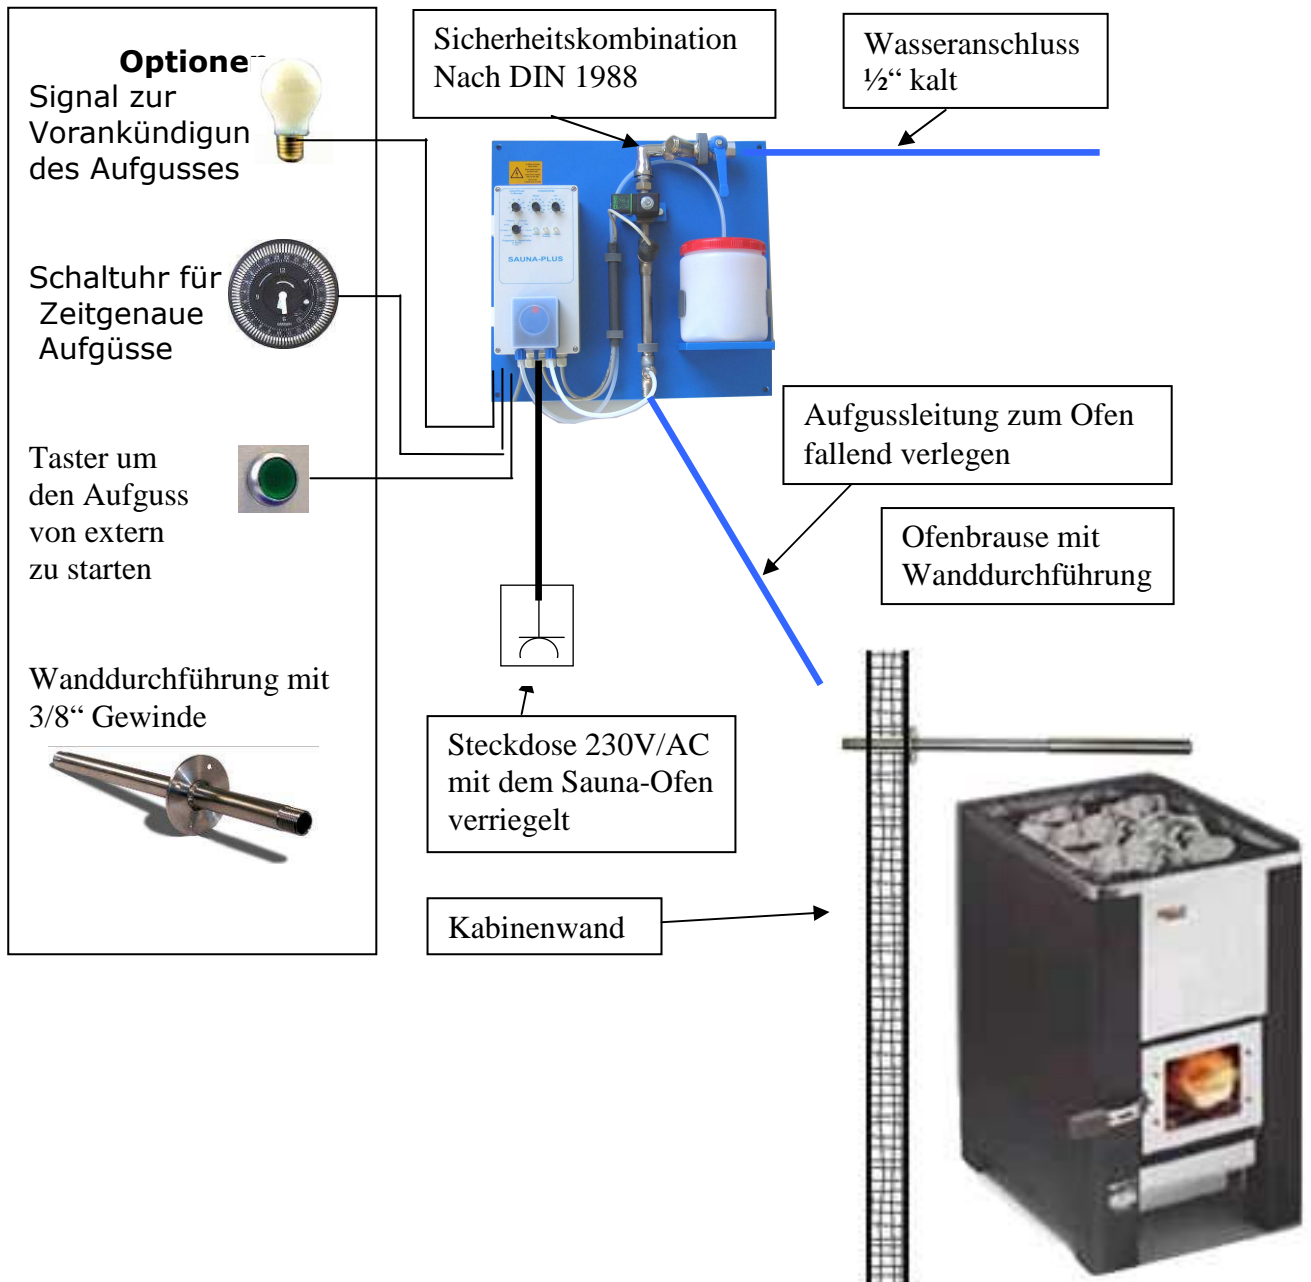 Optionen
Signal zur
Vorankündigun
des Aufgusses
Schaltuhr für
Zeitgenaue
Aufgüsse
Taster um
den Aufguss
von extern
zu starten
Wanddurchführung mit
3/8“ Gewinde
Sicherheitskombination
Nach DIN 1988
Wasseranschluss
½“ kalt
SAUNA-PLUS
Aufgussleitung zum Ofen
fallend verlegen
Ofenbrause mit
Wanddurchführung
Steckdose 230V/AC
mit dem Sauna-Ofen
verriegelt
Kabinenwand